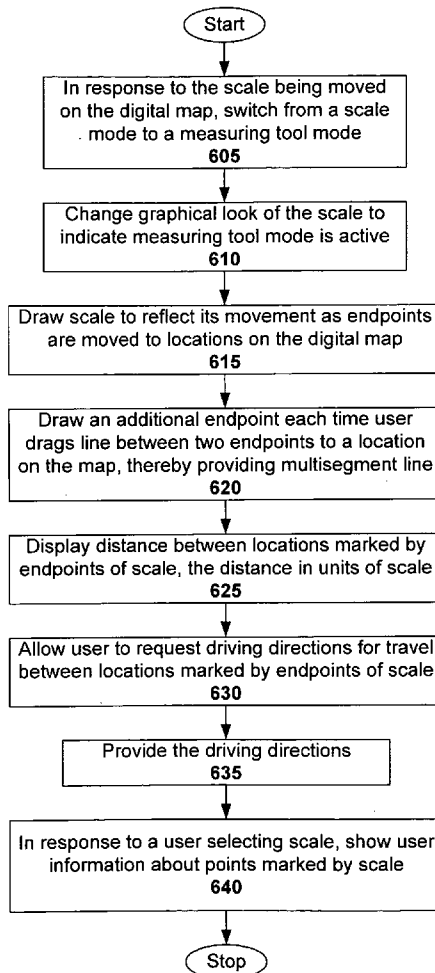 Start
In response to the scale being moved
on the digital map, switch from a scale
mode to a measuring tool mode
605
Change graphical look of the scale to
indicate measuring tool mode is active
610
Draw scale to reflect its movement as endpoints
are moved to locations on the digital map
615
Draw an additional endpoint each time user
drags line between two endpoints to a location
on the map, thereby providing multisegment line
620
Display distance between locations marked by
endpoints of scale, the distance in units of scale
625
Allow user to request driving directions for travel
between locations marked by endpoints of scale
630
Provide the driving directions
635
In response to a user selecting scale, show user
information about points marked by scale
640
Stop